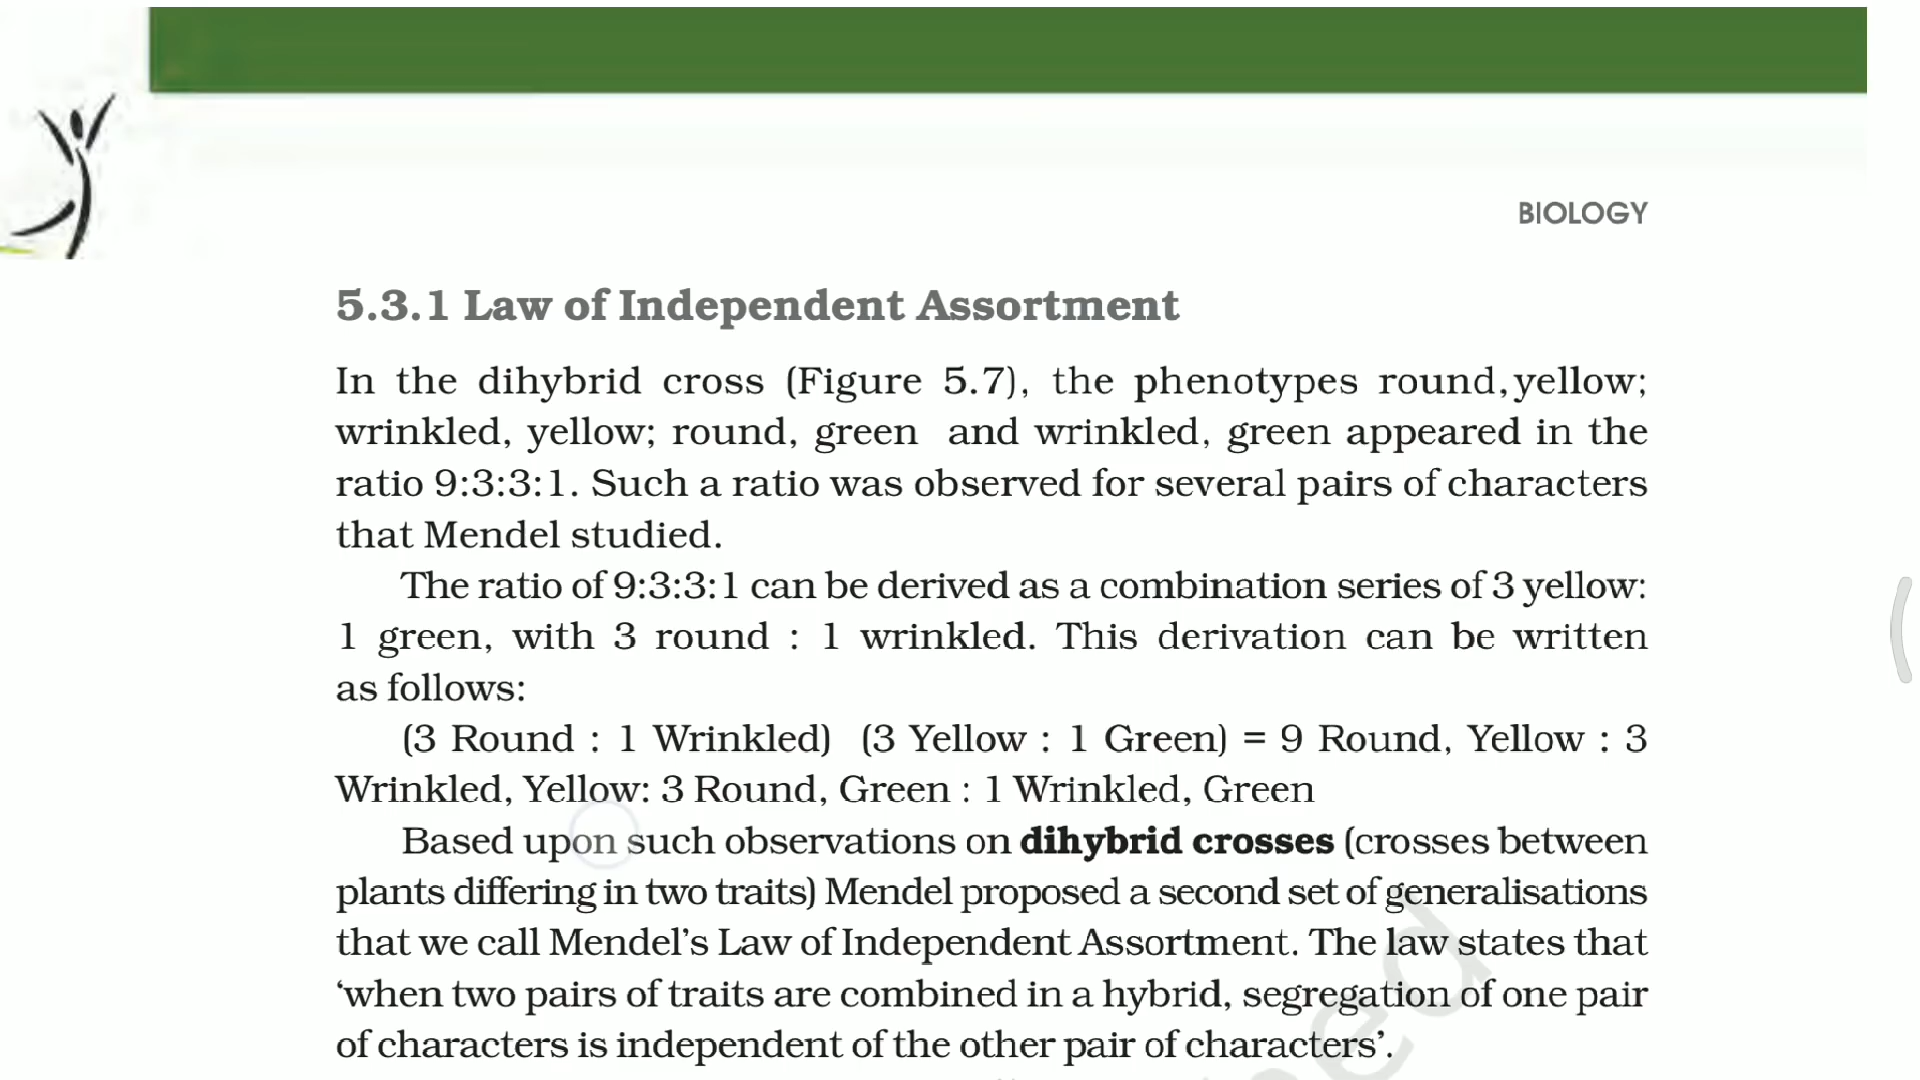 BIOLOGY
5.3.1 Law of Independent Assortment
In the dihybrid cross (Figure 5.7), the phenotypes round, yellow;
wrinkled, yellow; round, green and wrinkled, green appeared in the
ratio 9:3:3:1. Such a ratio was observed for several pairs of characters
that Mendel studied.
The ratio of 9:3:3:1 can be derived as a combination series of 3 yellow:
1 green, with 3 round : 1 wrinkled. This derivation can be written
as follows:
(3 Round : 1 Wrinkled) (3 Yellow : 1 Green) = 9 Round, Yellow : 3
Wrinkled, Yellow: 3 Round, Green : 1 Wrinkled, Green
Based upon such observations on dihybrid crosses (crosses between
plants differing in two traits) Mendel proposed a second set of generalisations
that we call Mendel's Law of Independent Assortment. The law states that
‘when two pairs of traits are combined in a hybrid, segregation of one pair
of characters is independent of the other pair of characters’.